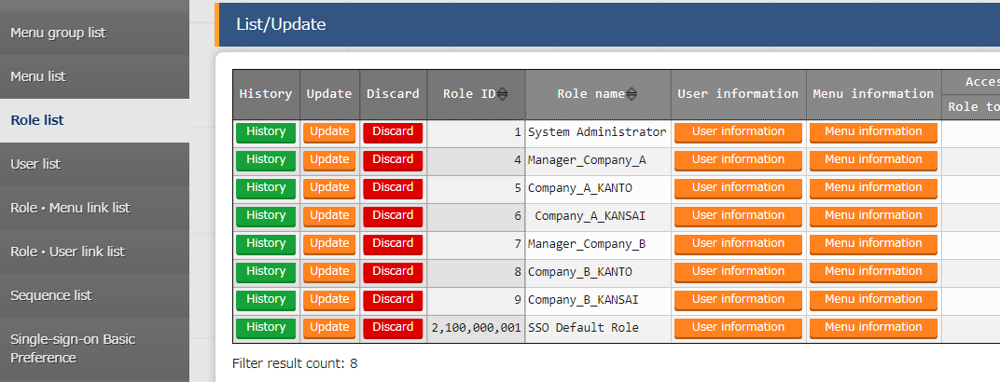 Menu group list
Menu list
Role list
User list
Role・Menu link list
Role・User link list
Sequence list
Single-sign-on Basic
Preference
List/Update
History Update Discard Role ID Role name User information Menu information Acces
Role to
History Update Discard 1 System Administrator User information Menu information
History Update Discard 4 Manager_Company_A User information Menu information
History Update Discard 5 Company_A_KANTO User information Menu information
History Update Discard 6 Company_A_KANSAI User information Menu information
History Update Discard 7 Manager_Company_B User information Menu information
History Update Discard 8 Company_B_KANTO User information Menu information
History Update Discard 9 Company_B_KANSAI User information Menu information
History Update Discard 2,100,000,001 SSO Default Role User information Menu information
Filter result count: 8